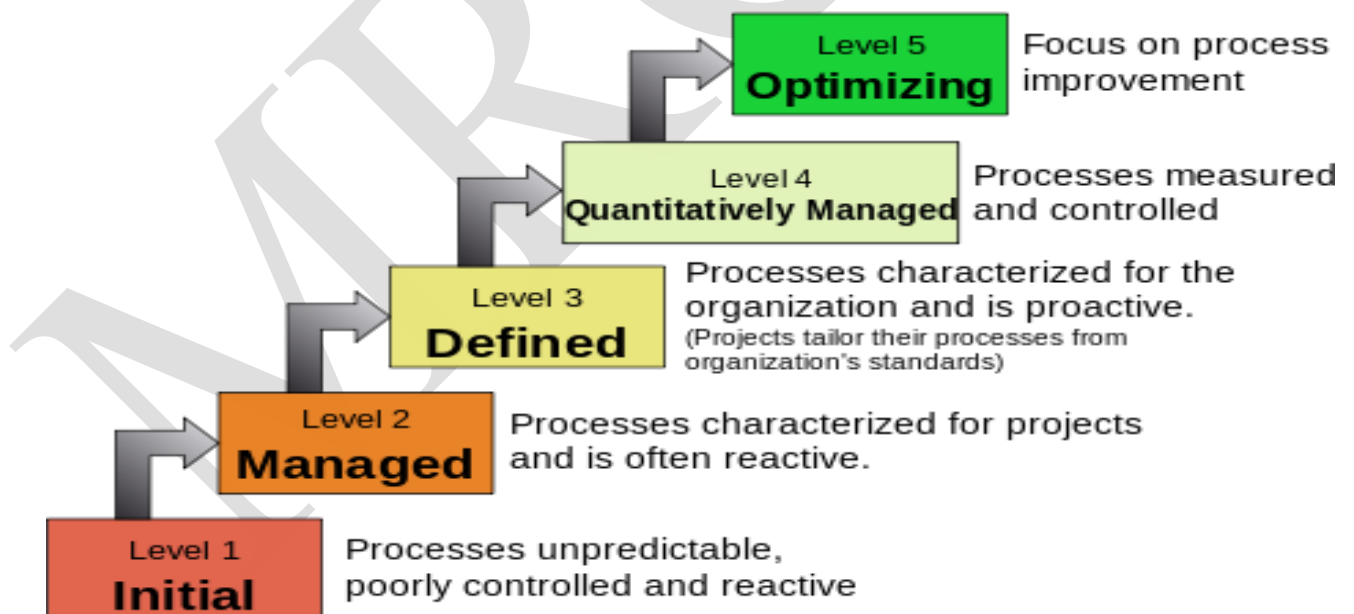 Level 5
Optimizing
Focus on process
improvement
Level 4
Quantitatively Managed
Processes measured
and controlled
Level 3
Defined
Processes characterized for the
organization and is proactive.
(Projects tailor their processes from
organization's standards)
Level 2
Managed
Processes characterized for projects
and is often reactive.
Level 1
Initial
Processes unpredictable,
poorly controlled and reactive